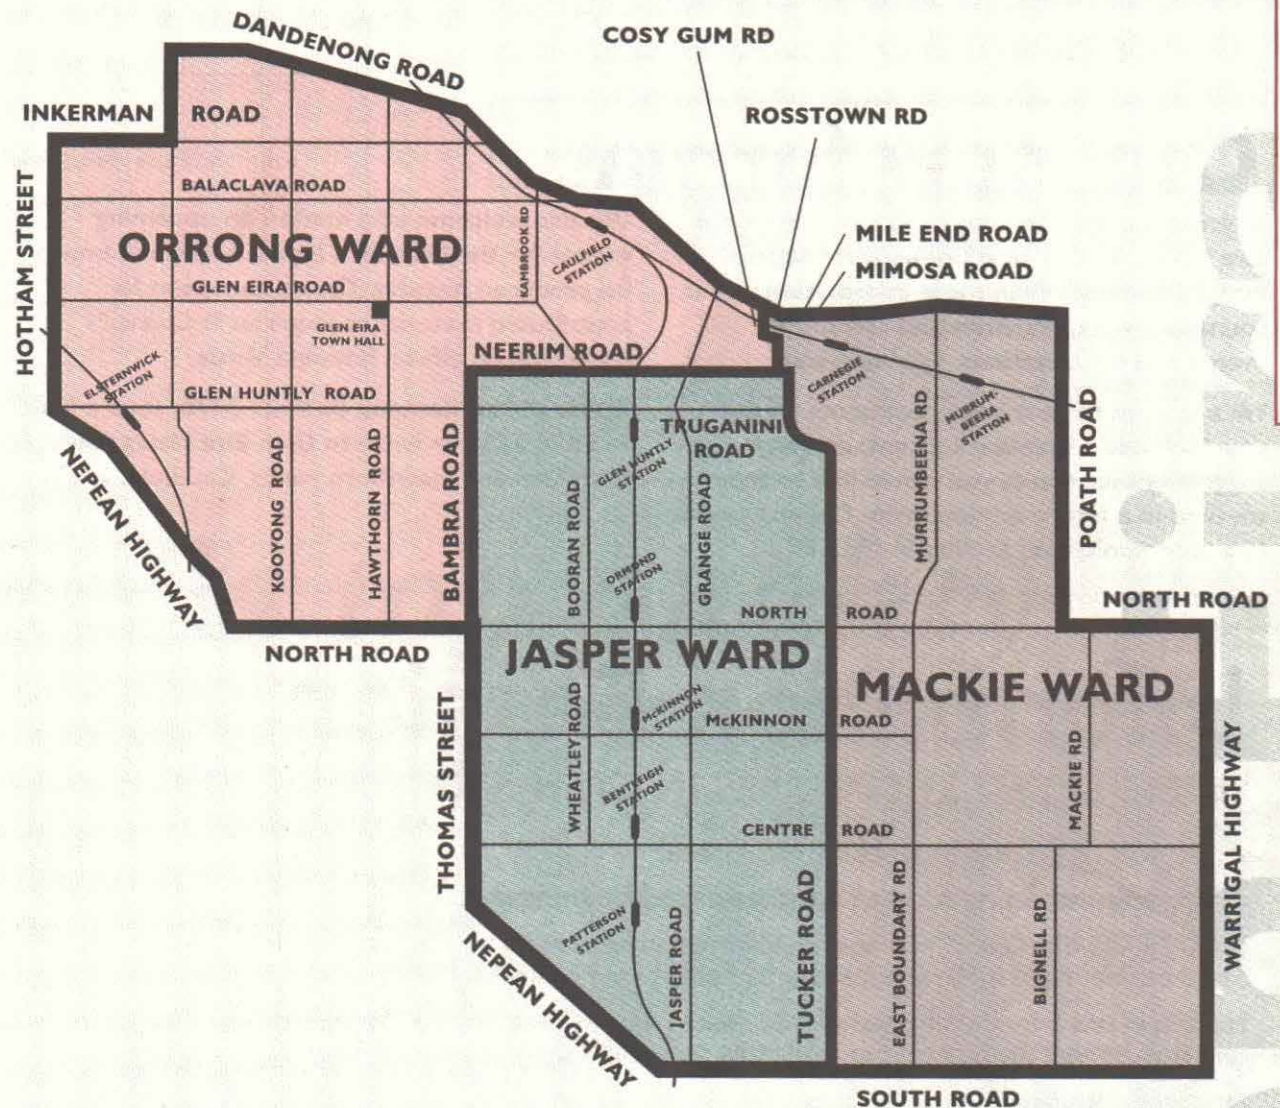 DANDENONG ROAD
COSY GUM RD
ROSSTOWN RD
INKERMAN ROAD
MILE END ROAD
MIMOSA ROAD
HOTHAM STREET
BALACLAVA ROAD
ORRONG WARD
KAMBROOK RD
CAULFIELD
STATION
GLEN EIRA ROAD
GLEN EIRA
TOWN HALL
NEERIM ROAD
ELSTERNWICK
STATION
GLEN HUNTLY ROAD
CARNEGIE
STATION
MURRUM-
BEENA
STATION
MURRUMBEENA RD
POATH ROAD
TRUGANINI
ROAD
GLEN HUNTLY
STATION
NEPEAN HIGHWAY
KOOYONG ROAD
HAWTHORN ROAD
BAMBRA ROAD
BOORAN ROAD
ORMOND
STATION
GRANGE ROAD
NORTH ROAD
NORTH ROAD
NORTH ROAD
JASPER WARD
MACKIE WARD
THOMAS STREET
WHEATLEY ROAD
McKINNON
STATION
McKINNON ROAD
BENTLEIGH
STATION
MACKIE RD
WARRIGAL HIGHWAY
CENTRE ROAD
PATTERSON
STATION
NEPEAN HIGHWAY
JASPER ROAD
TUCKER ROAD
EAST BOUNDARY RD
BIGNELL RD
SOUTH ROAD